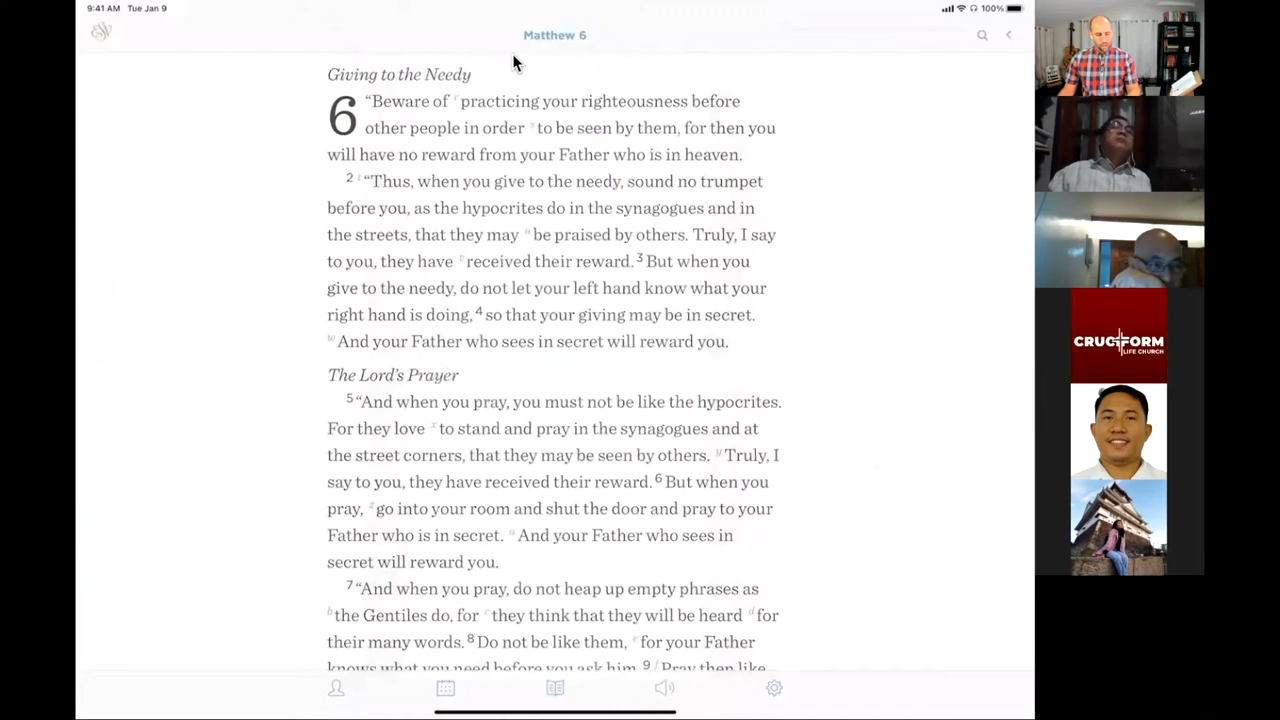 9:41 AM Tue Jan 9
100%
Matthew 6
Giving to the Needy
6 “Beware of r practicing your righteousness before
other people in order s to be seen by them, for then you
will have no reward from your Father who is in heaven.
2 t “Thus, when you give to the needy, sound no trumpet
before you, as the hypocrites do in the synagogues and in
the streets, that they may u be praised by others. Truly, I say
to you, they have v received their reward. 3 But when you
give to the needy, do not let your left hand know what your
right hand is doing, 4 so that your giving may be in secret.
w And your Father who sees in secret will reward you.
The Lord’s Prayer
5 “And when you pray, you must not be like the hypocrites.
For they love x to stand and pray in the synagogues and at
the street corners, that they may be seen by others. y Truly, I
say to you, they have received their reward. 6 But when you
pray, z go into your room and shut the door and pray to your
Father who is in secret. a And your Father who sees in
secret will reward you.
7 “And when you pray, do not heap up empty phrases as
b the Gentiles do, for c they think that they will be heard d for
their many words. 8 Do not be like them, e for your Father
knows what you need before you ask him. 9 f Pray then like
CRUCIFORM
LIFE CHURCH